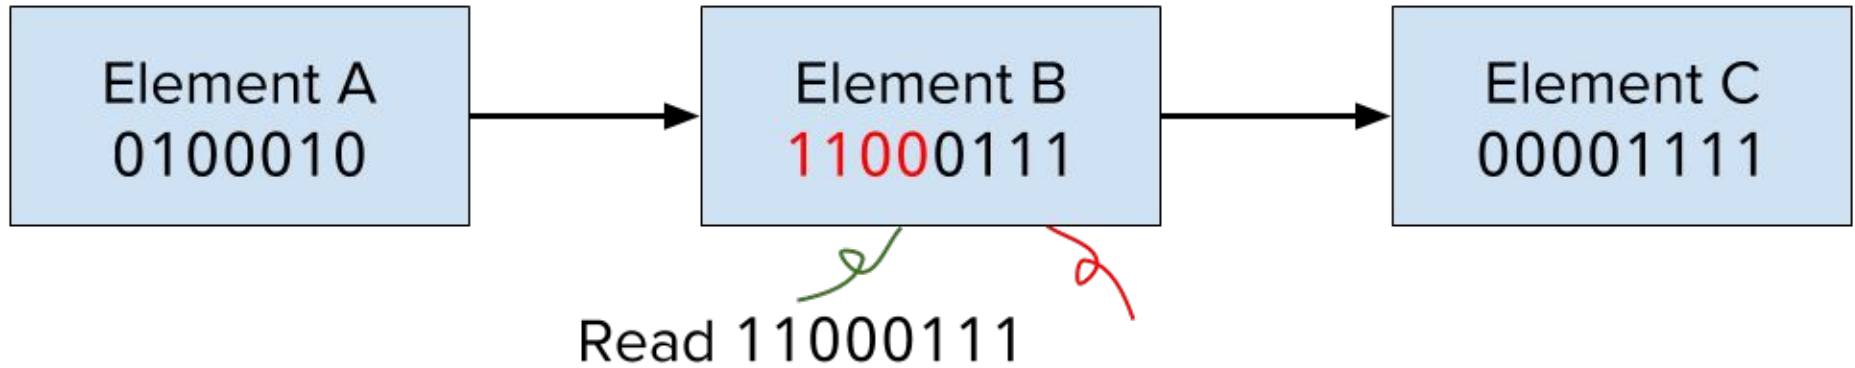 Element A
0100010
Element B
11000111
Element C
00001111
Read 11000111